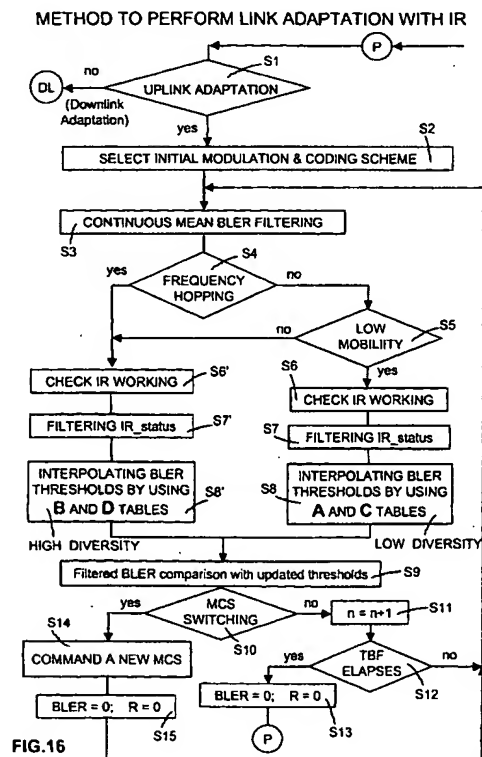 METHOD TO PERFORM LINK ADAPTATION WITH IR
P
S1
no
DL
(Downlink
Adaptation)
UPLINK ADAPTATION
yes
S2
SELECT INITIAL MODULATION & CODING SCHEME
CONTINUOUS MEAN BLER FILTERING
S3
S4
yes
FREQUENCY
HOPPING
no
no
LOW
MOBILIITY
S5
yes
S6'
CHECK IR WORKING
S6
CHECK IR WORKING
S7'
FILTERING IR_status
S7
FILTERING IR_status
INTERPOLATING BLER
THRESHOLDS BY USING
B AND D TABLES
S8'
HIGH DIVERSITY
S8
INTERPOLATING BLER
THRESHOLDS BY USING
A AND C TABLES
LOW DIVERSITY
Filtered BLER comparison with updated thresholds
S9
yes
MCS
SWITCHING
no
S10
n = n+1
S11
S14
COMMAND A NEW MCS
yes
TBF
ELAPSES
no
S12
BLER = 0; R = 0
S15
BLER = 0; R = 0
S13
P
FIG.16